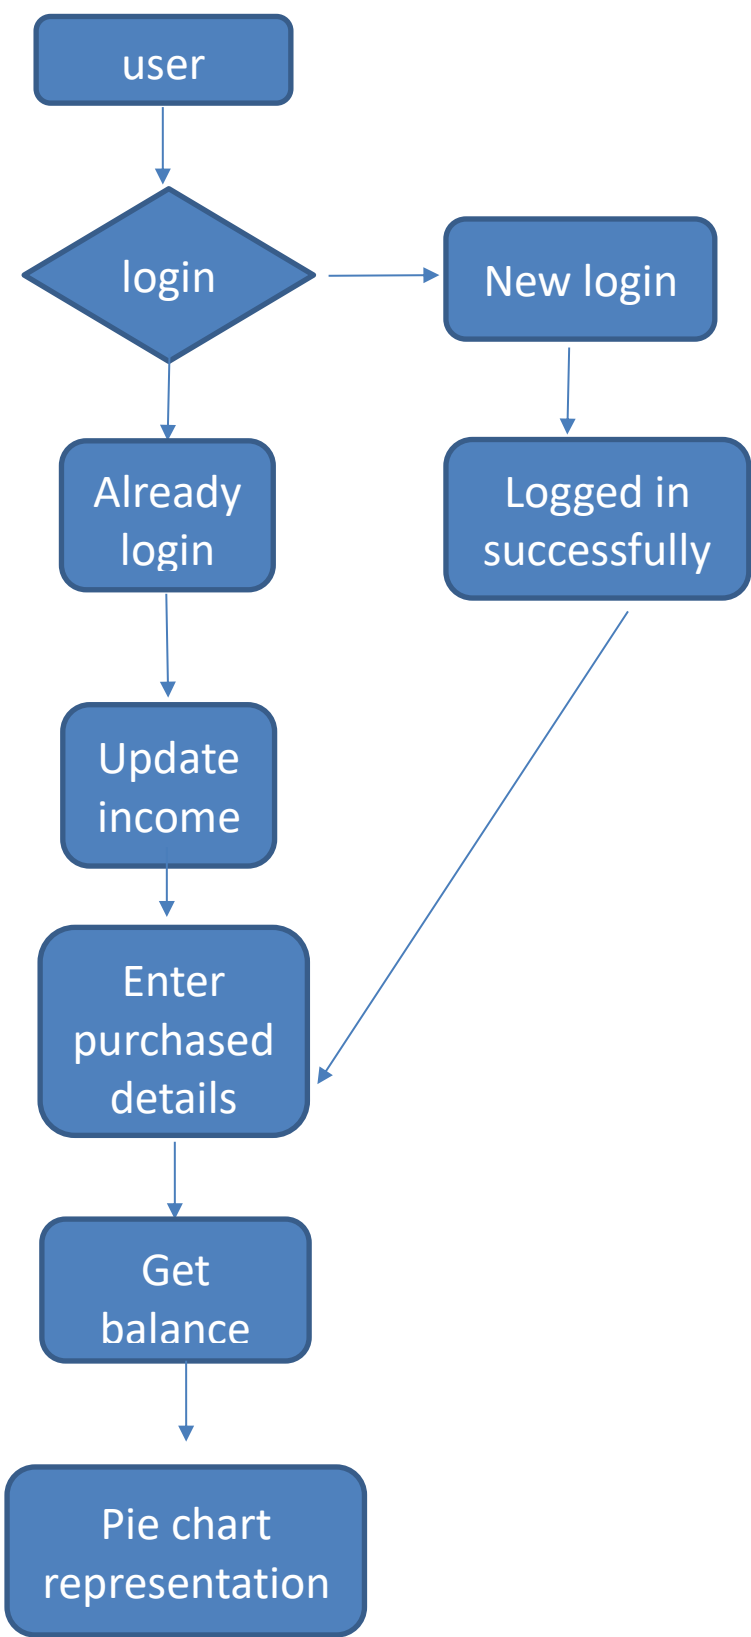 user
login
New login
Already
login
Logged in
successfully
Update
income
Enter
purchased
details
Get
balance
Pie chart
representation